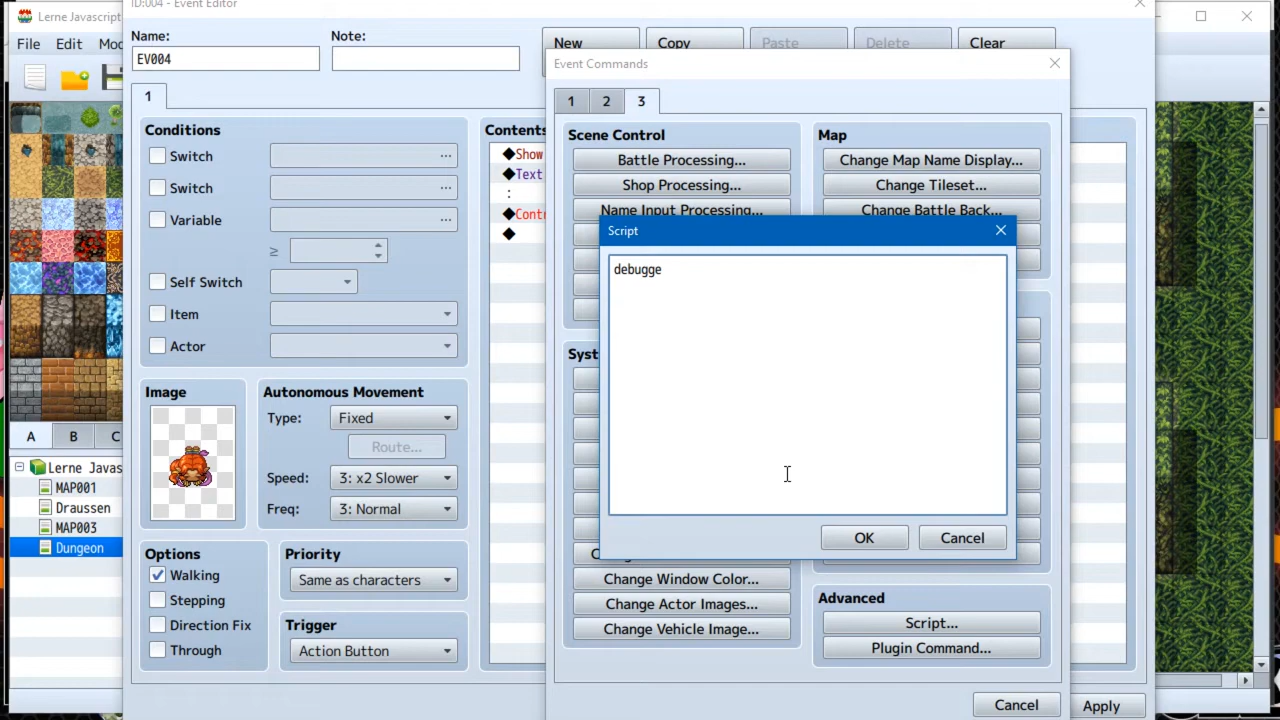 ID:004 - Event Editor
Lerne Javascript
File Edit
Name:
EV004
Note:
New Copy Paste Delete Clear
1
Conditions
Switch ...
Switch ...
Variable ...
≥
Self Switch
Item
Actor
Image
Autonomous Movement
Type: Fixed
Route...
Speed: 3: x2 Slower
Freq: 3: Normal
Options
Walking
Stepping
Direction Fix
Through
Priority
Same as characters
Trigger
Action Button
Contents
◆Show
◆Text
:
◆Contr
◆
A B C
Lerne Javas
MAP001
Draussen
MAP003
Dungeon
Event Commands
1 2 3
Scene Control
Battle Processing...
Shop Processing...
Name Input Processing...
Map
Change Map Name Display...
Change Tileset...
Change Battle Back...
Syst
Script
debugge
OK Cancel
Change Window Color...
Change Actor Images...
Change Vehicle Image...
Advanced
Script...
Plugin Command...
Cancel Apply